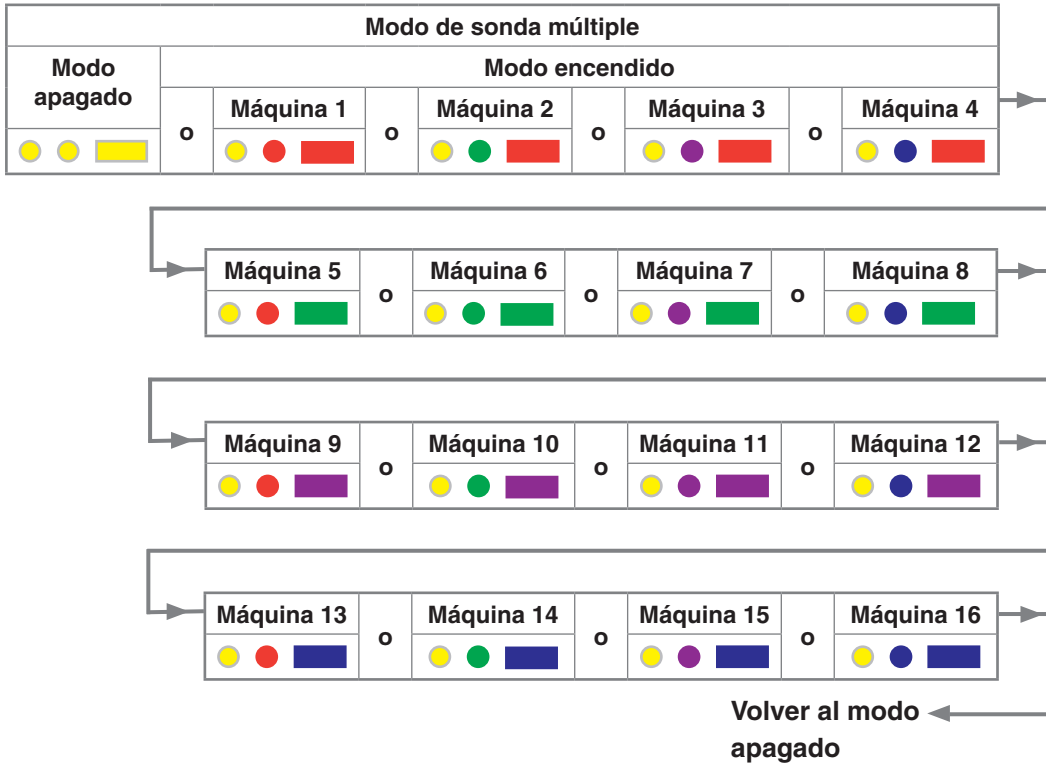 Modo de sonda múltiple
Modo
apagado
Modo encendido
o
Máquina 1
o
Máquina 2
o
Máquina 3
o
Máquina 4
Máquina 5
o
Máquina 6
o
Máquina 7
o
Máquina 8
Máquina 9
o
Máquina 10
o
Máquina 11
o
Máquina 12
Máquina 13
o
Máquina 14
o
Máquina 15
o
Máquina 16
Volver al modo
apagado